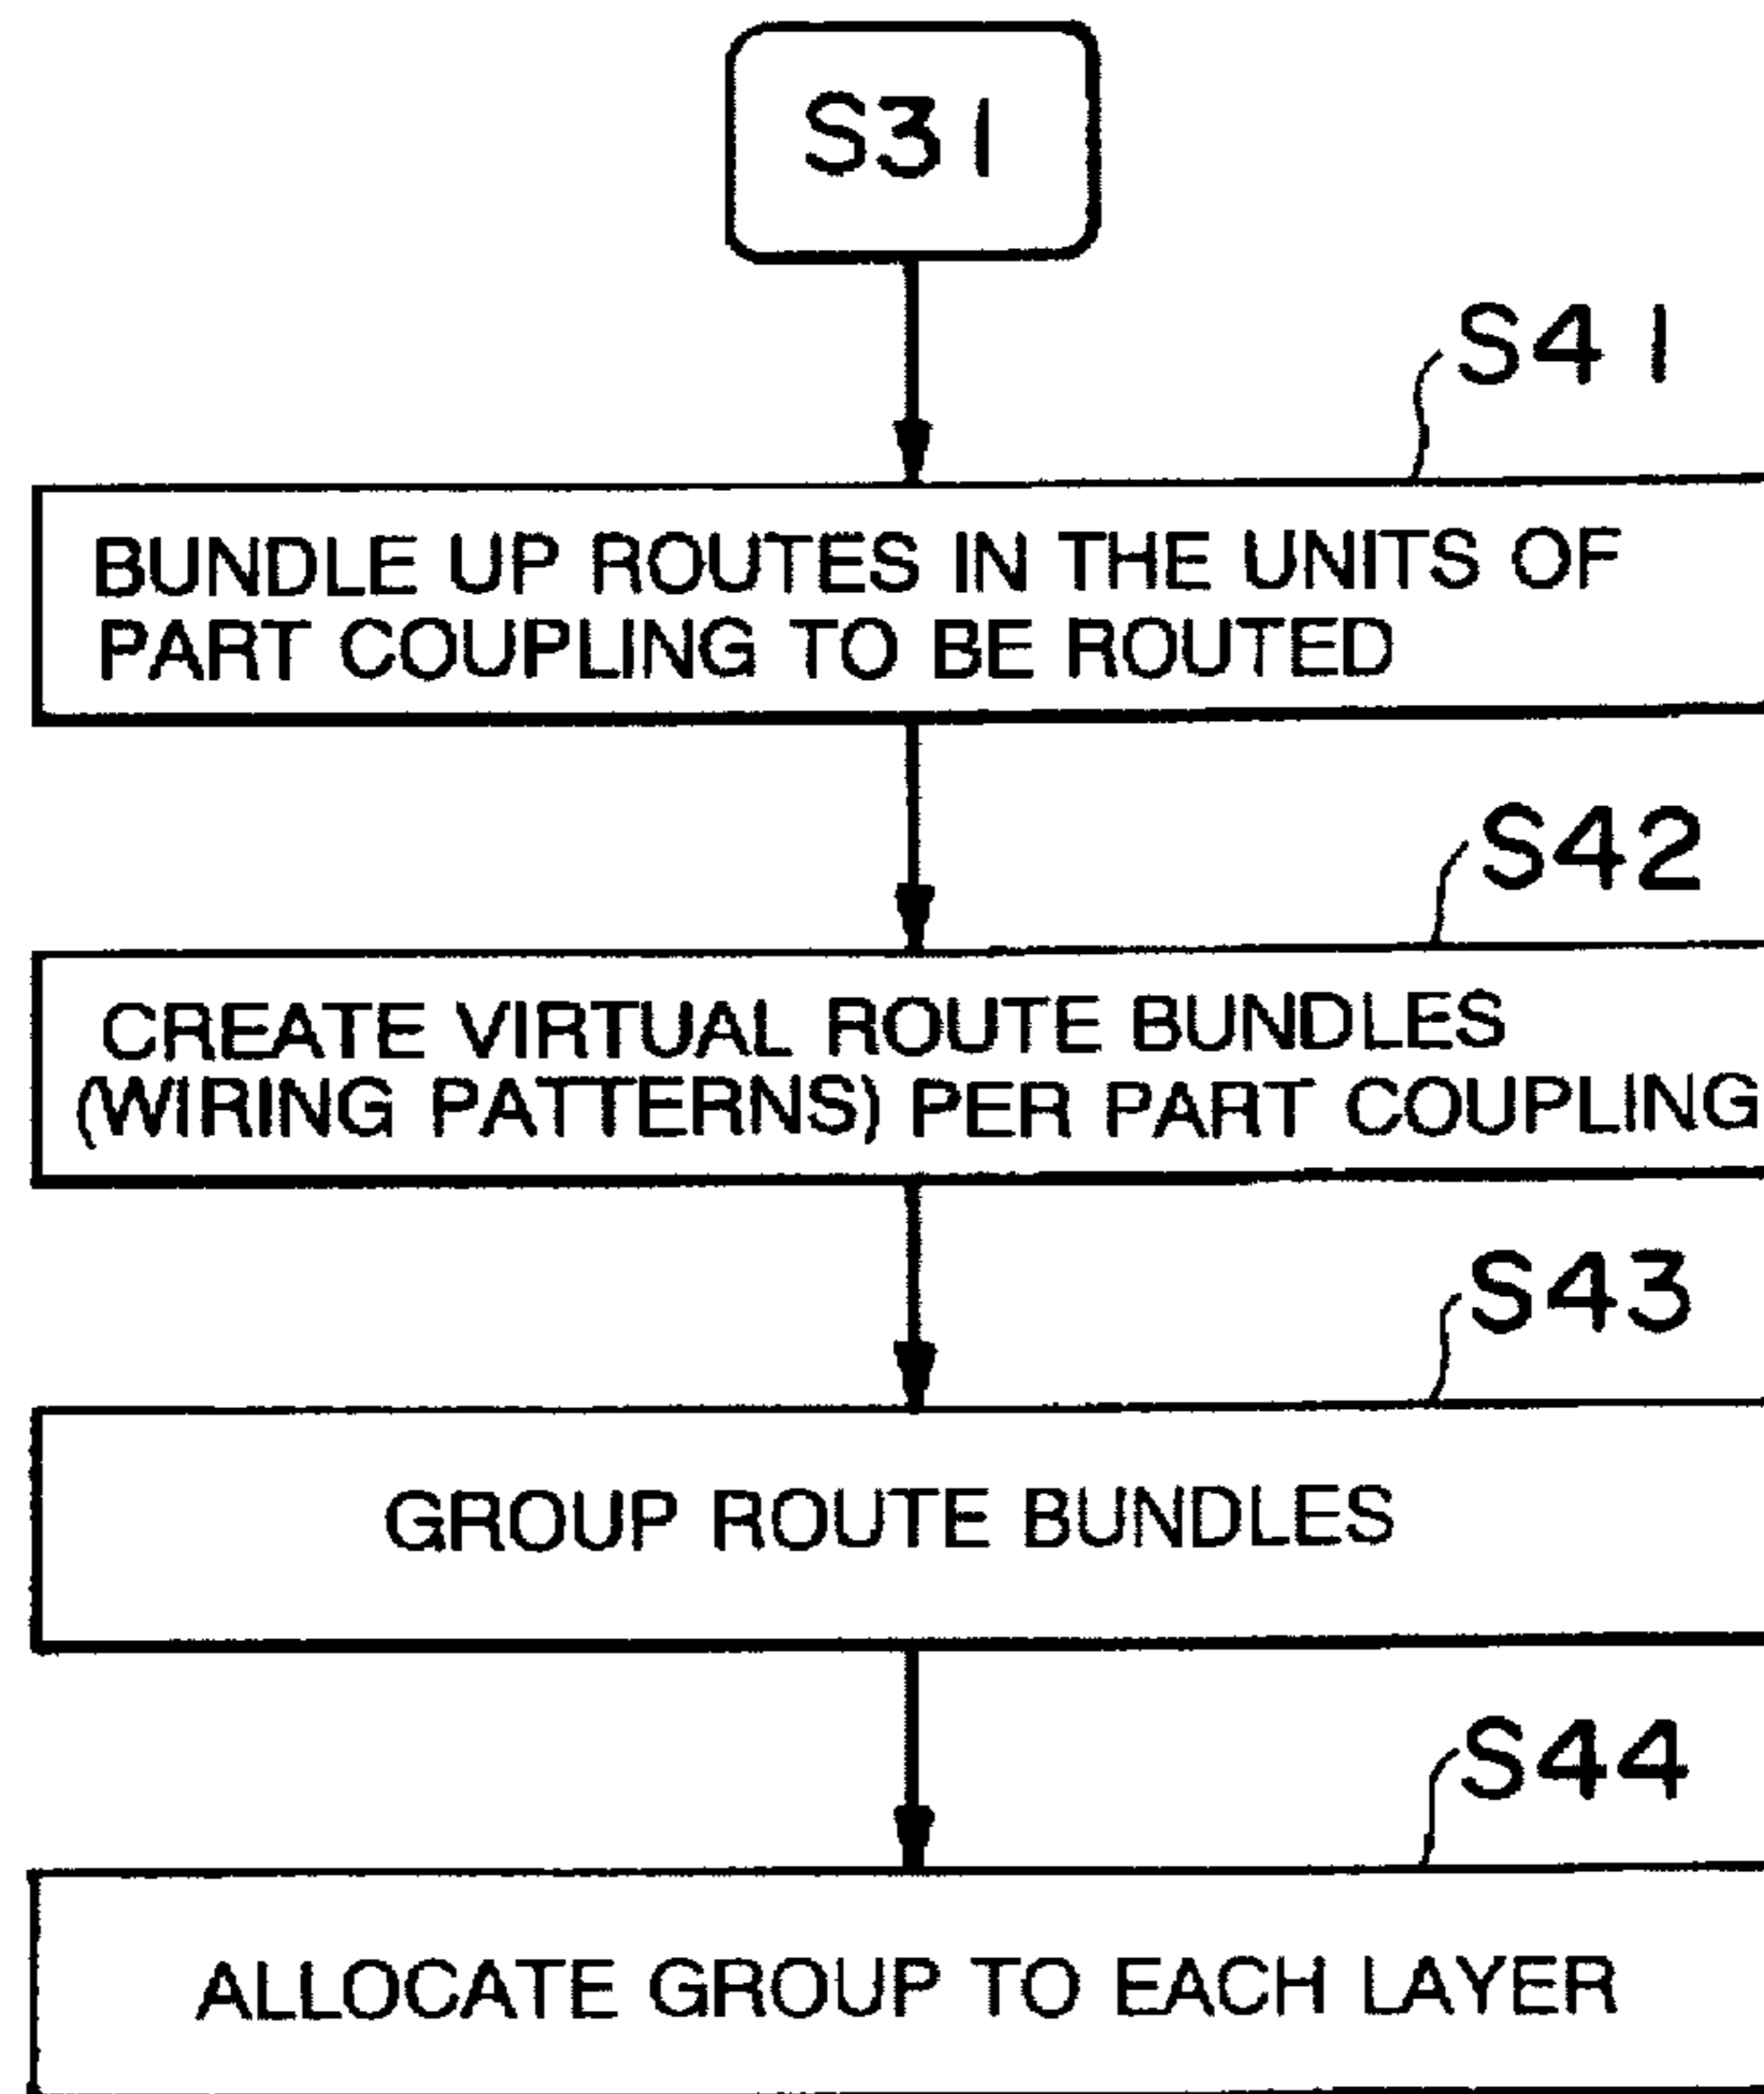 S31
S41
BUNDLE UP ROUTES IN THE UNITS OF
PART COUPLING TO BE ROUTED
S42
CREATE VIRTUAL ROUTE BUNDLES
(WIRING PATTERNS) PER PART COUPLING
S43
GROUP ROUTE BUNDLES
S44
ALLOCATE GROUP TO EACH LAYER